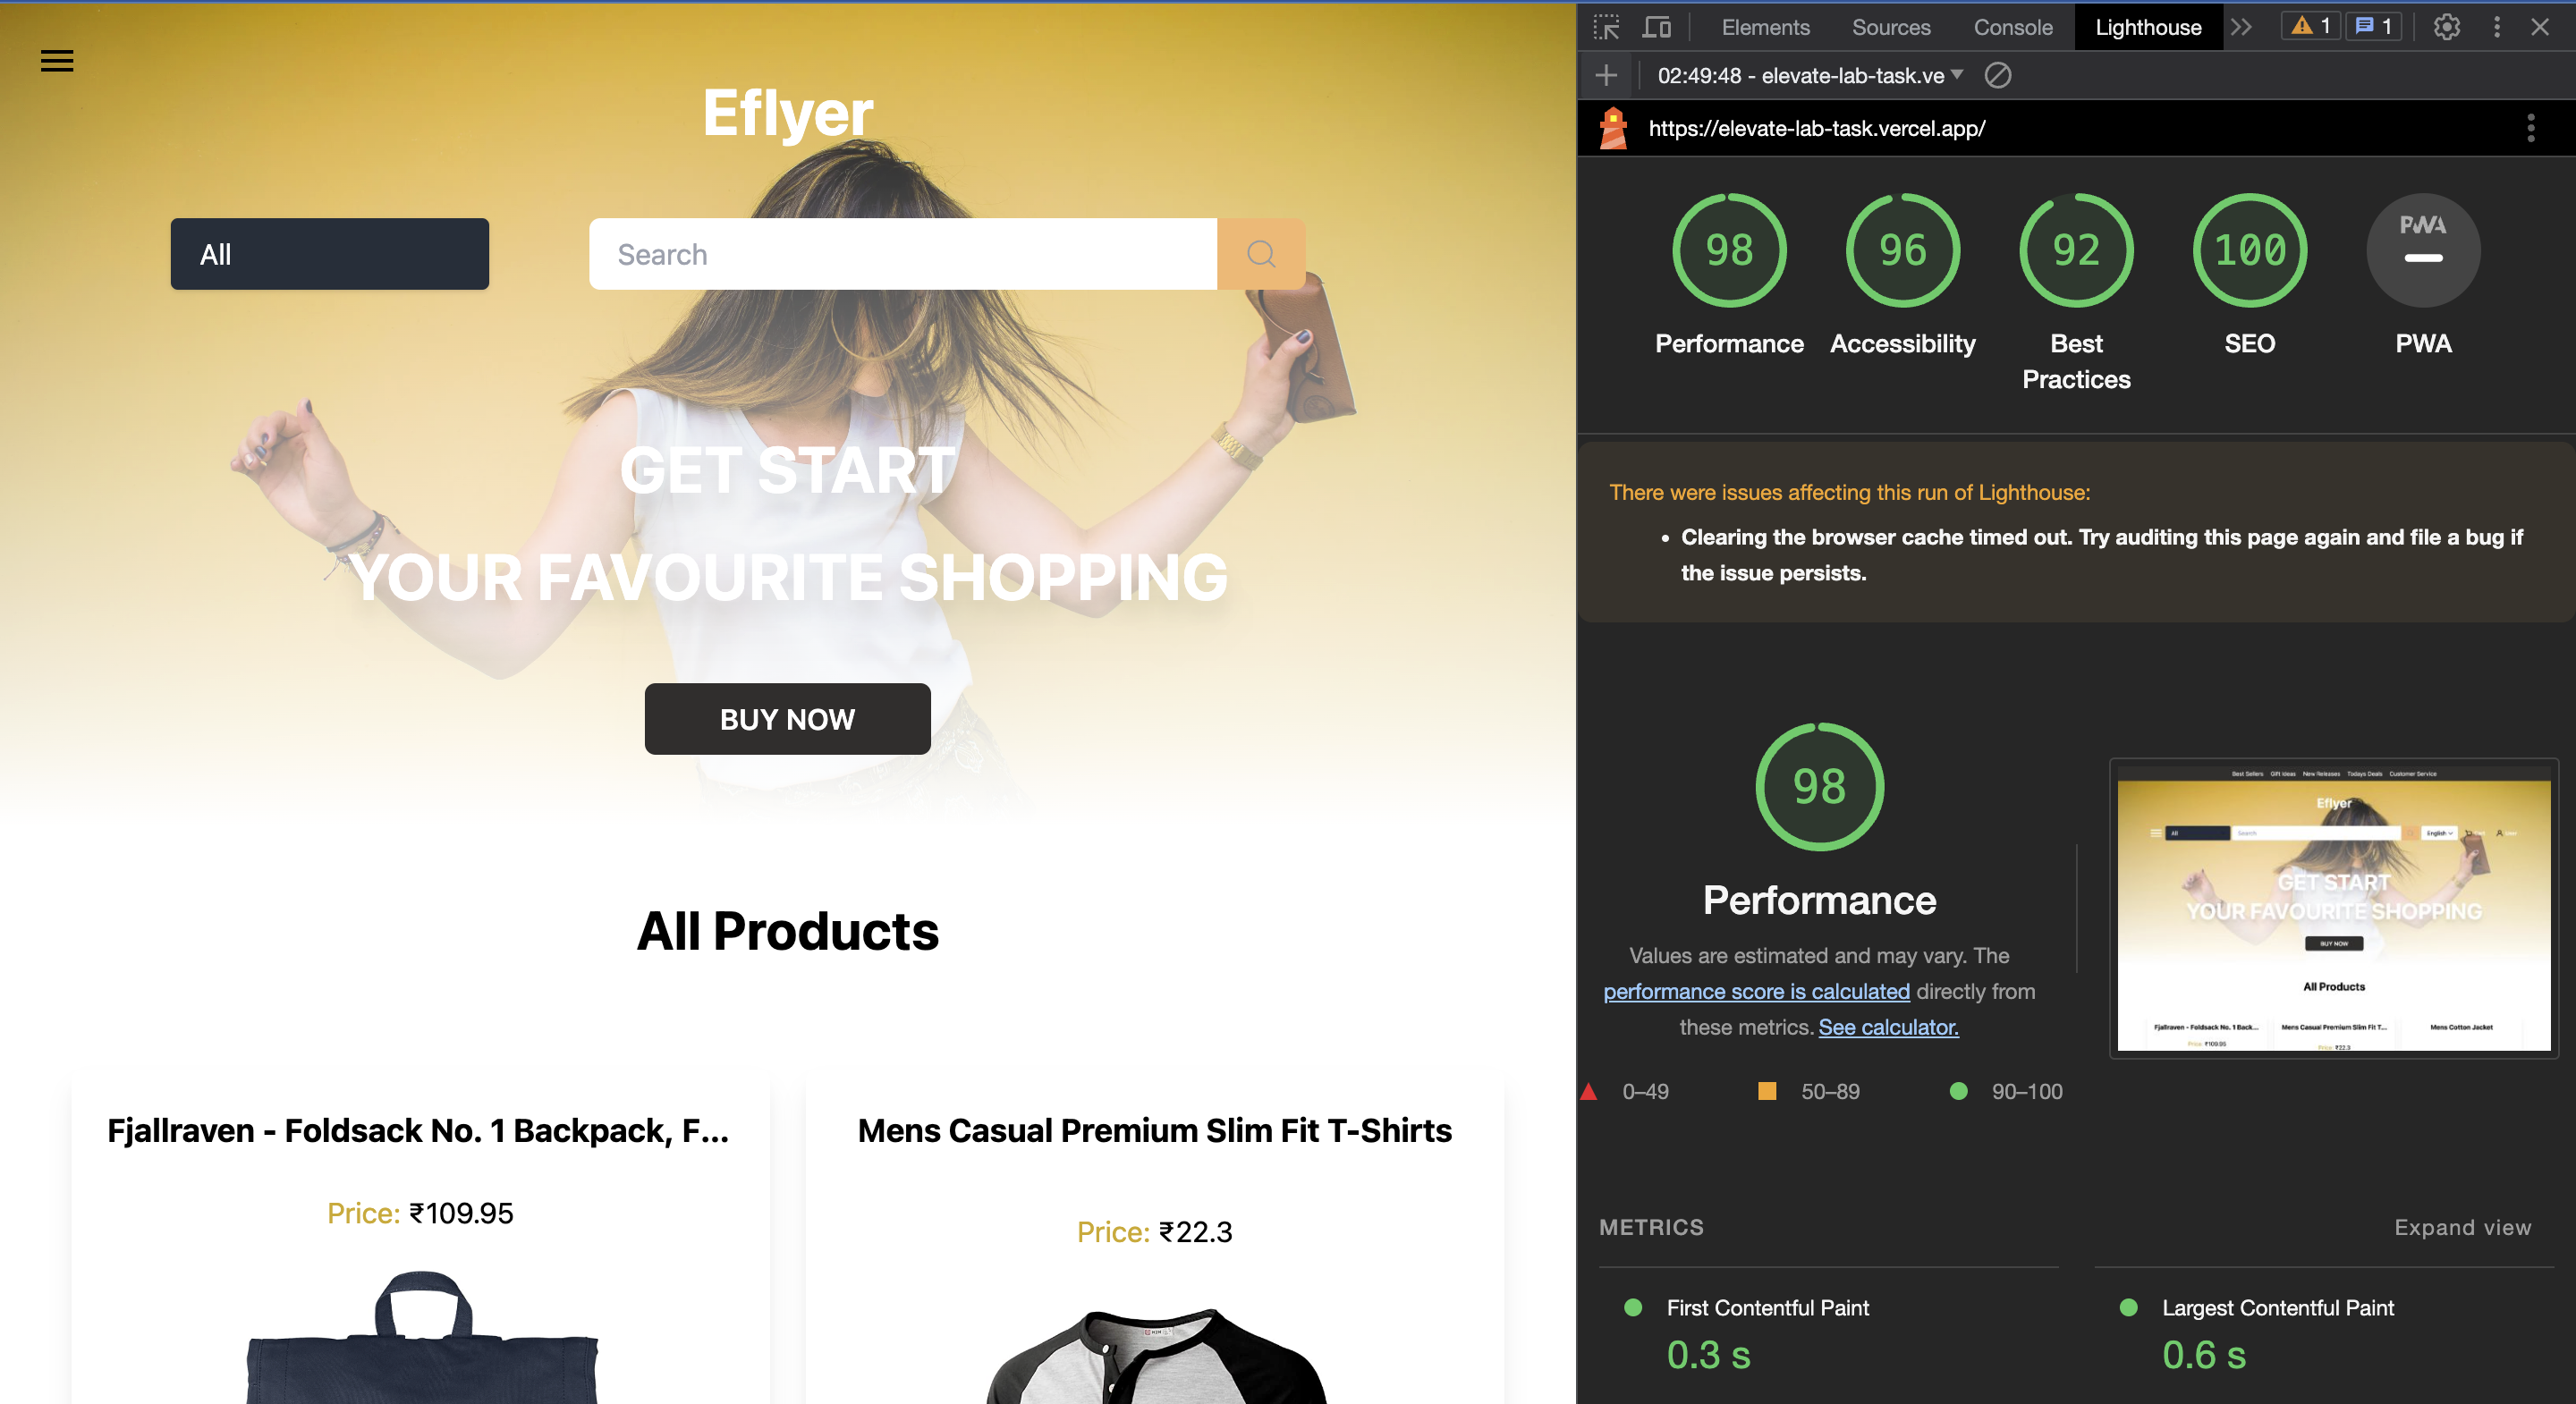 Eflyer
All
Search
GET START
YOUR FAVOURITE SHOPPING
BUY NOW
All Products
Fjallraven - Foldsack No. 1 Backpack, F...
Price: ₹109.95
Mens Casual Premium Slim Fit T-Shirts
Price: ₹22.3
Elements Sources Console Lighthouse 1 1
02:49:48 - elevate-lab-task.ve
https://elevate-lab-task.vercel.app/
98 96 92 100 PWA
Performance Accessibility Best Practices SEO PWA
There were issues affecting this run of Lighthouse:
Clearing the browser cache timed out. Try auditing this page again and file a bug if
the issue persists.
98
Performance
Values are estimated and may vary. The
performance score is calculated directly from
these metrics. See calculator.
0–49 50–89 90–100
Best Sellers Gift Ideas New Releases Todays Deals Customer Service
Eflyer
All Search English
GET START
YOUR FAVOURITE SHOPPING
BUY NOW
All Products
Fjallraven - Foldsack No. 1 Back... Mens Casual Premium Slim Fit T... Mens Cotton Jacket
Price: ₹109.95 Price: ₹22.3
METRICS Expand view
First Contentful Paint
0.3 s
Largest Contentful Paint
0.6 s